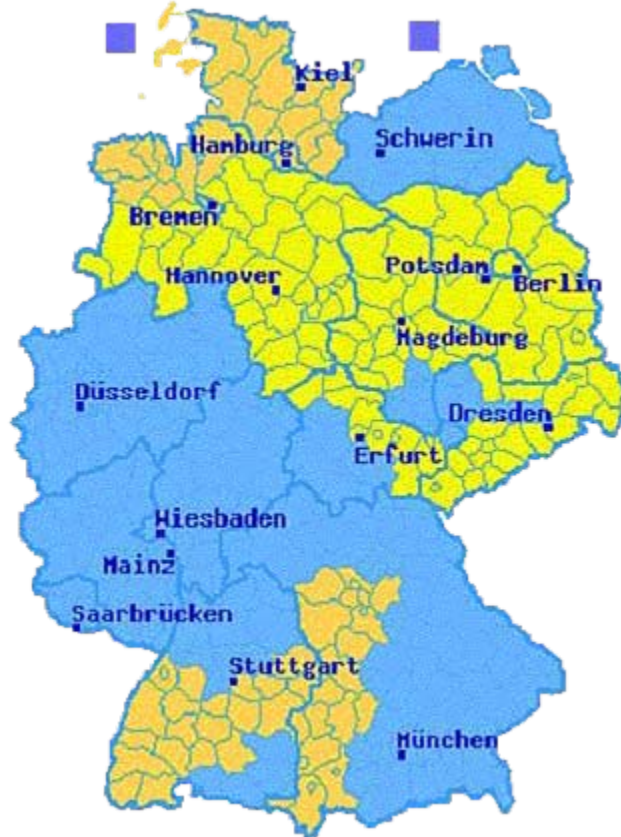 Kiel
Schwerin
Hamburg
Bremen
Hannover
Potsdam
Berlin
Magdeburg
Düsseldorf
Dresden
Erfurt
Wiesbaden
Mainz
Saarbrücken
Stuttgart
München